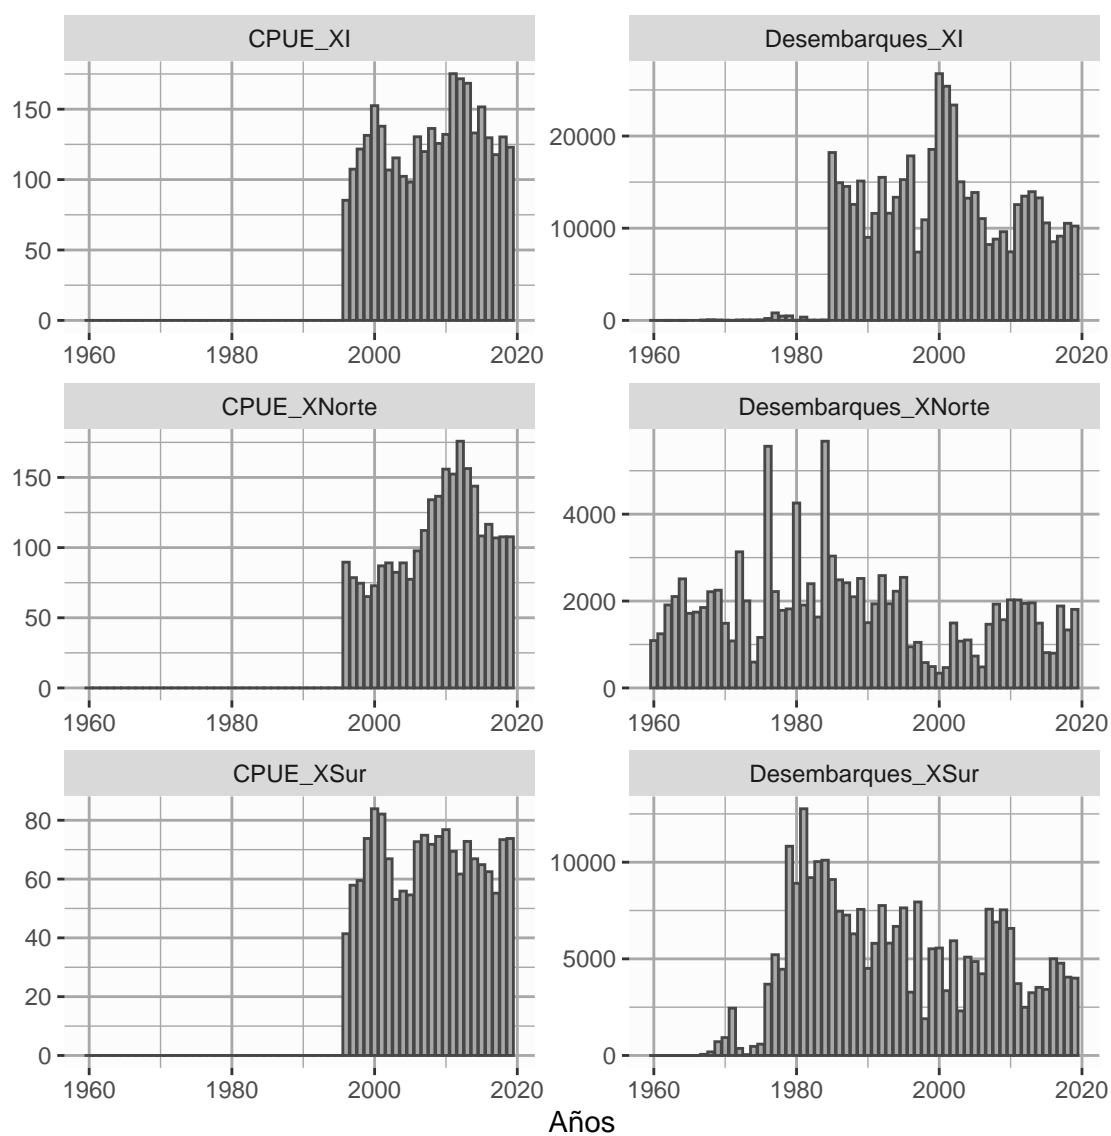 CPUE_XI
Desembarques_XI
150
100
50
0
20000
10000
0
1960 1980 2000 2020
1960 1980 2000 2020
CPUE_XNorte
Desembarques_XNorte
150
100
50
0
4000
2000
0
1960 1980 2000 2020
1960 1980 2000 2020
CPUE_XSur
Desembarques_XSur
80
60
40
20
0
10000
5000
0
1960 1980 2000 2020
1960 1980 2000 2020
Años